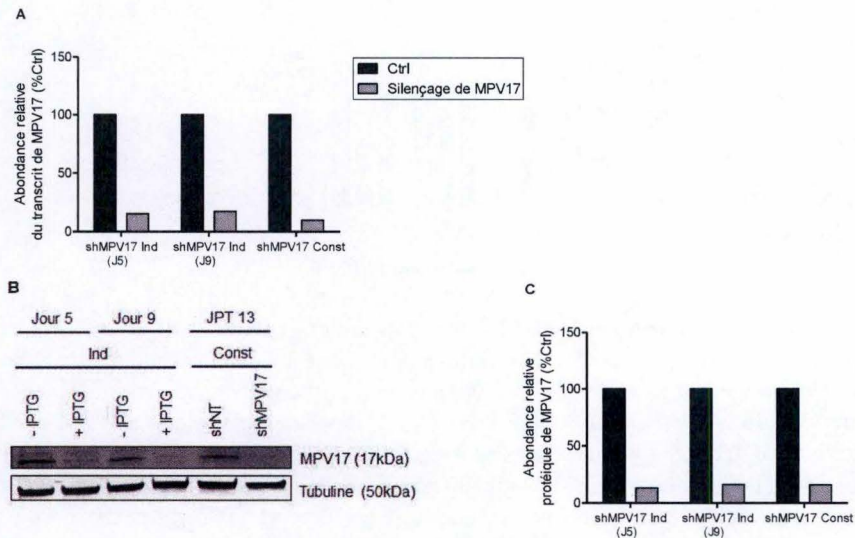 A
Abondance relative
du transcrit de MPV17 (%Ctrl)
150
100
50
0
shMPV17 Ind
(J5)
shMPV17 Ind
(J9)
shMPV17 Const
Ctrl
Silençage de MPV17
B
Jour 5
Jour 9
JPT 13
Ind
Const
- IPTG
+ IPTG
- IPTG
+ IPTG
shNT
shMPV17
MPV17 (17kDa)
Tubuline (50kDa)
C
Abondance relative
protéique de MPV17 (%Ctrl)
150
100
50
0
shMPV17 Ind
(J5)
shMPV17 Ind
(J9)
shMPV17 Const